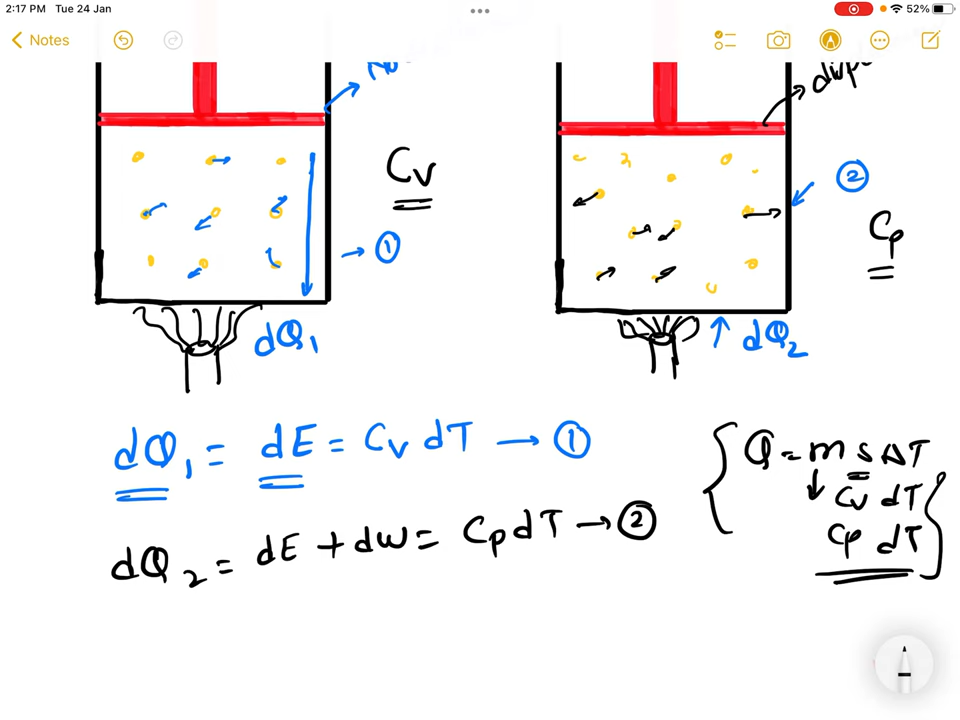 2:17 PM Tue 24 Jan
52%
Notes
Cv
②
①
Cp
dQ₁
dQ₂
dQ₁ = dE = Cv dT → ①
dQ₂ = dE + dW = Cp dT → ②
Q = m s ΔT
Cv dT
Cp dT